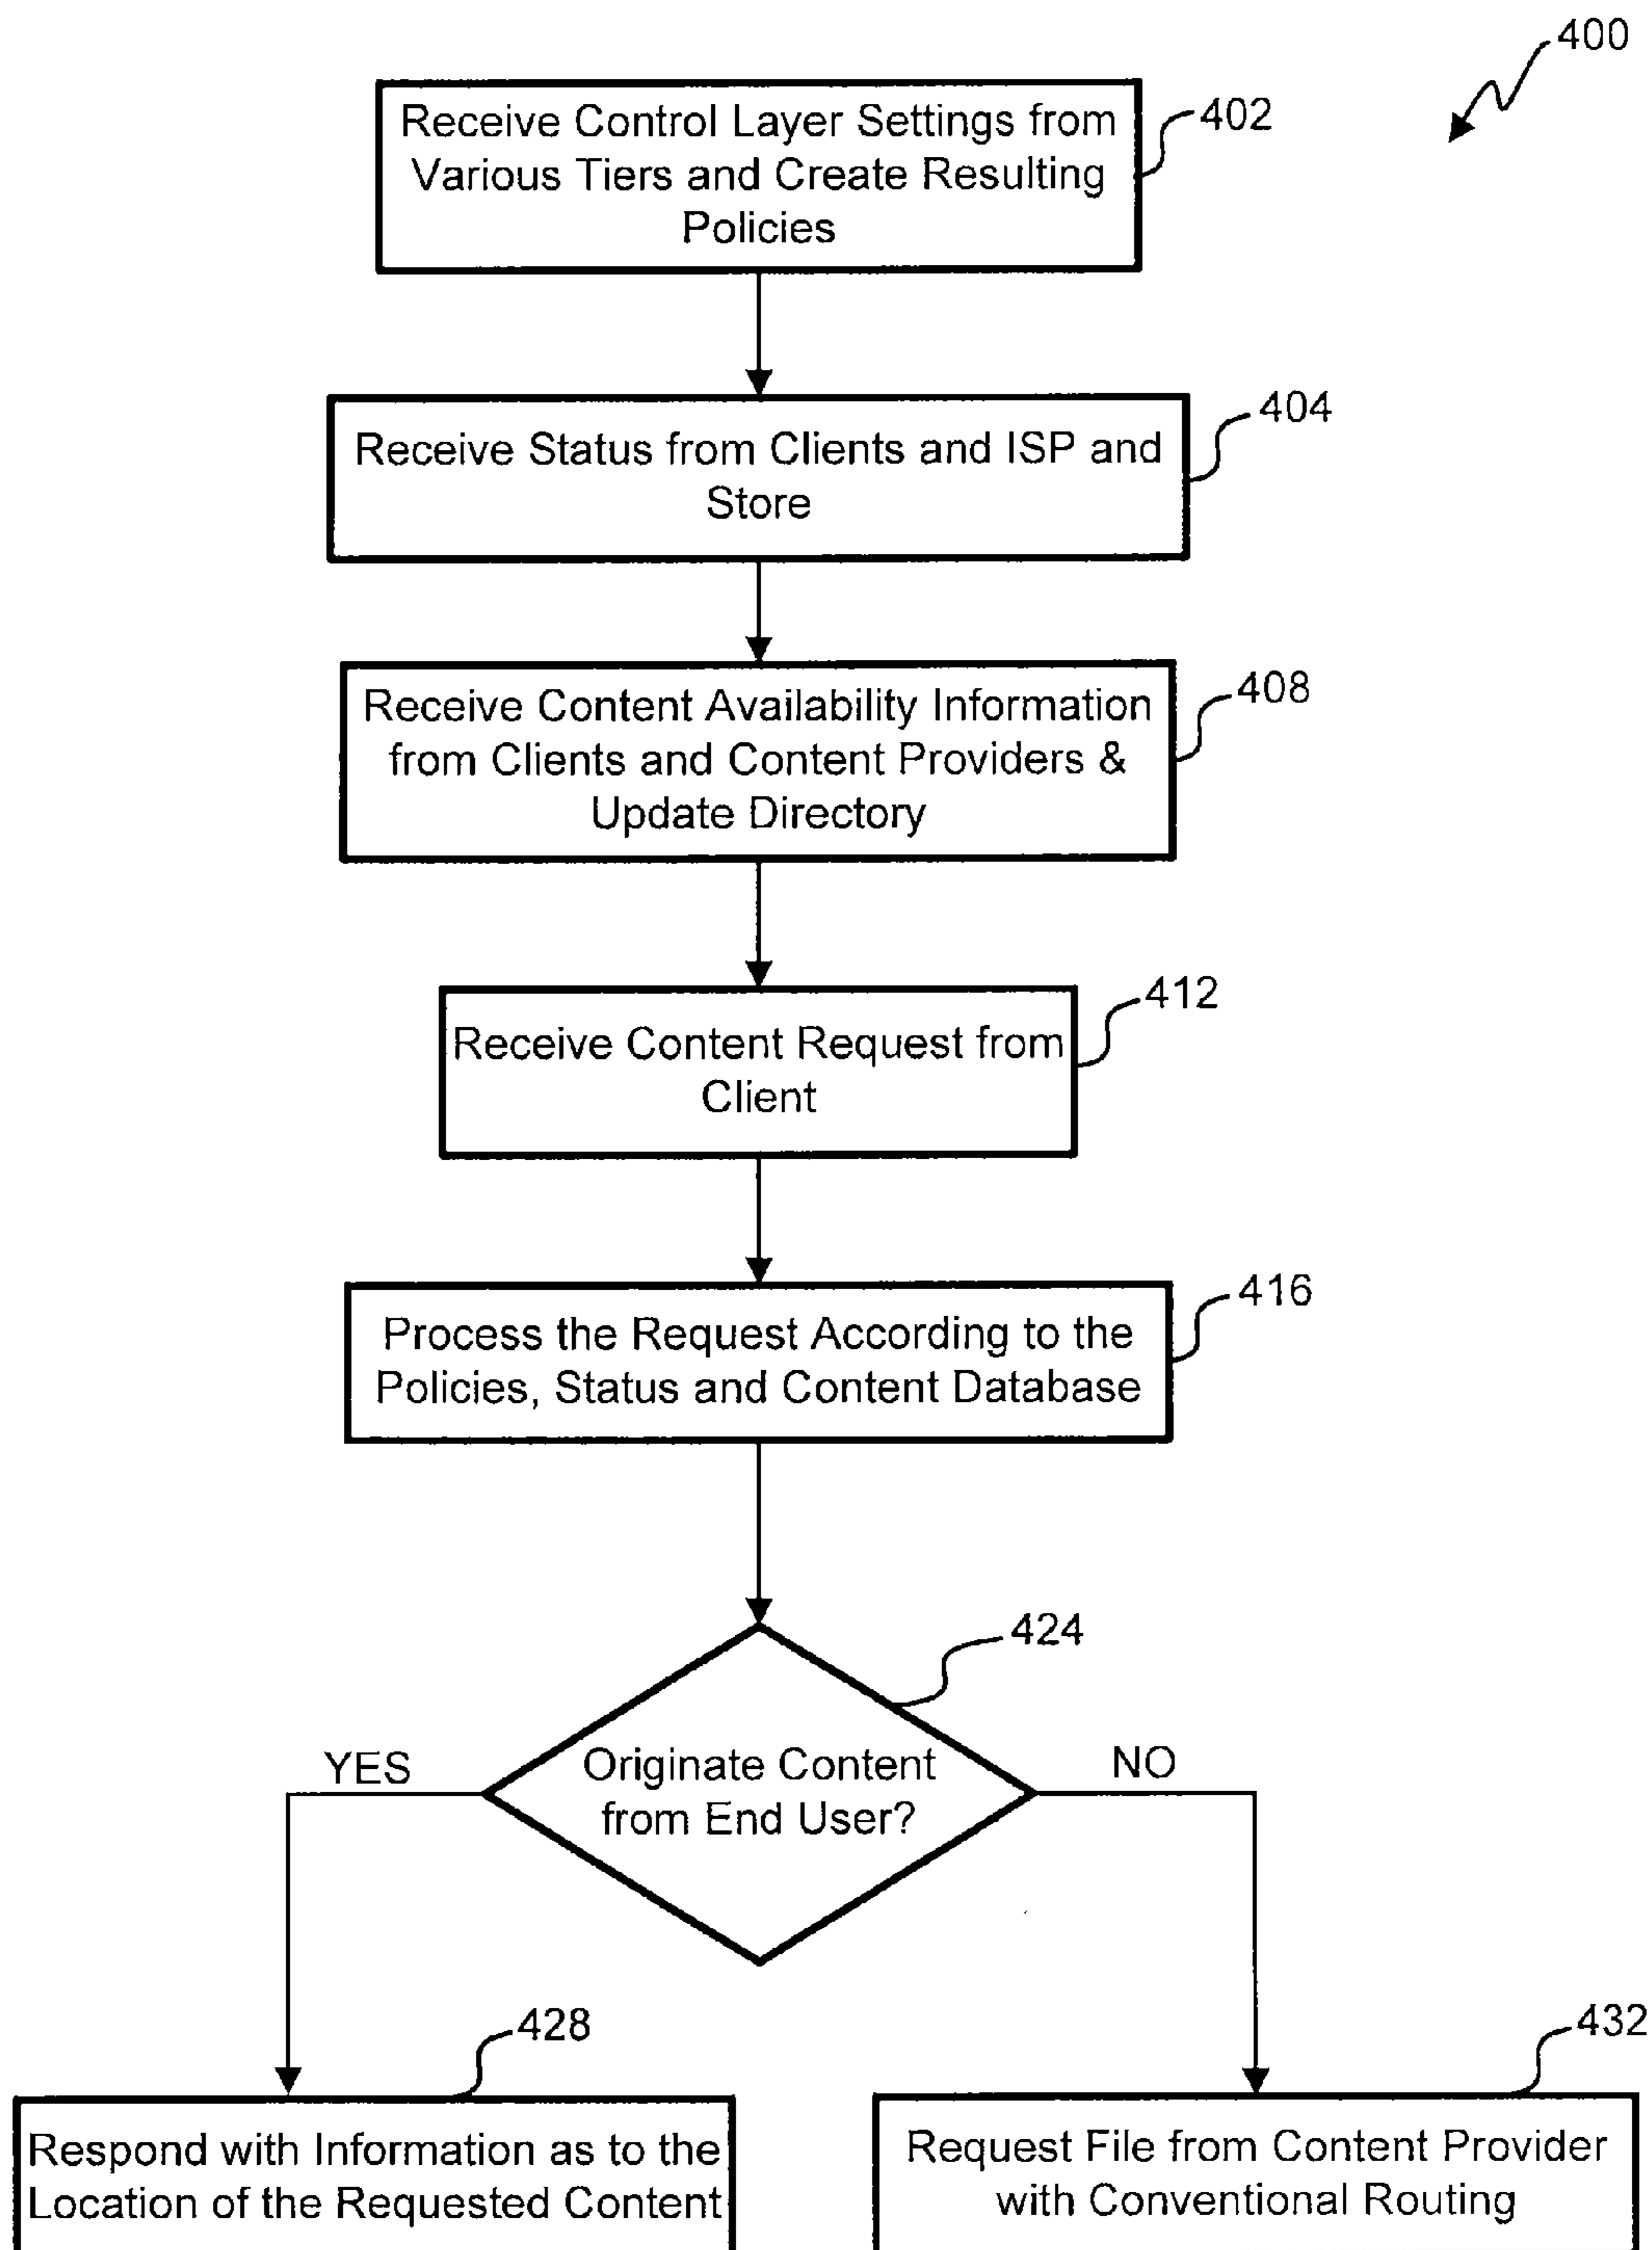 400
Receive Control Layer Settings from
Various Tiers and Create Resulting
Policies
402
Receive Status from Clients and ISP and
Store
404
Receive Content Availability Information
from Clients and Content Providers &
Update Directory
408
Receive Content Request from
Client
412
Process the Request According to the
Policies, Status and Content Database
416
424
Originate Content
from End User?
YES
NO
428
Respond with Information as to the
Location of the Requested Content
432
Request File from Content Provider
with Conventional Routing